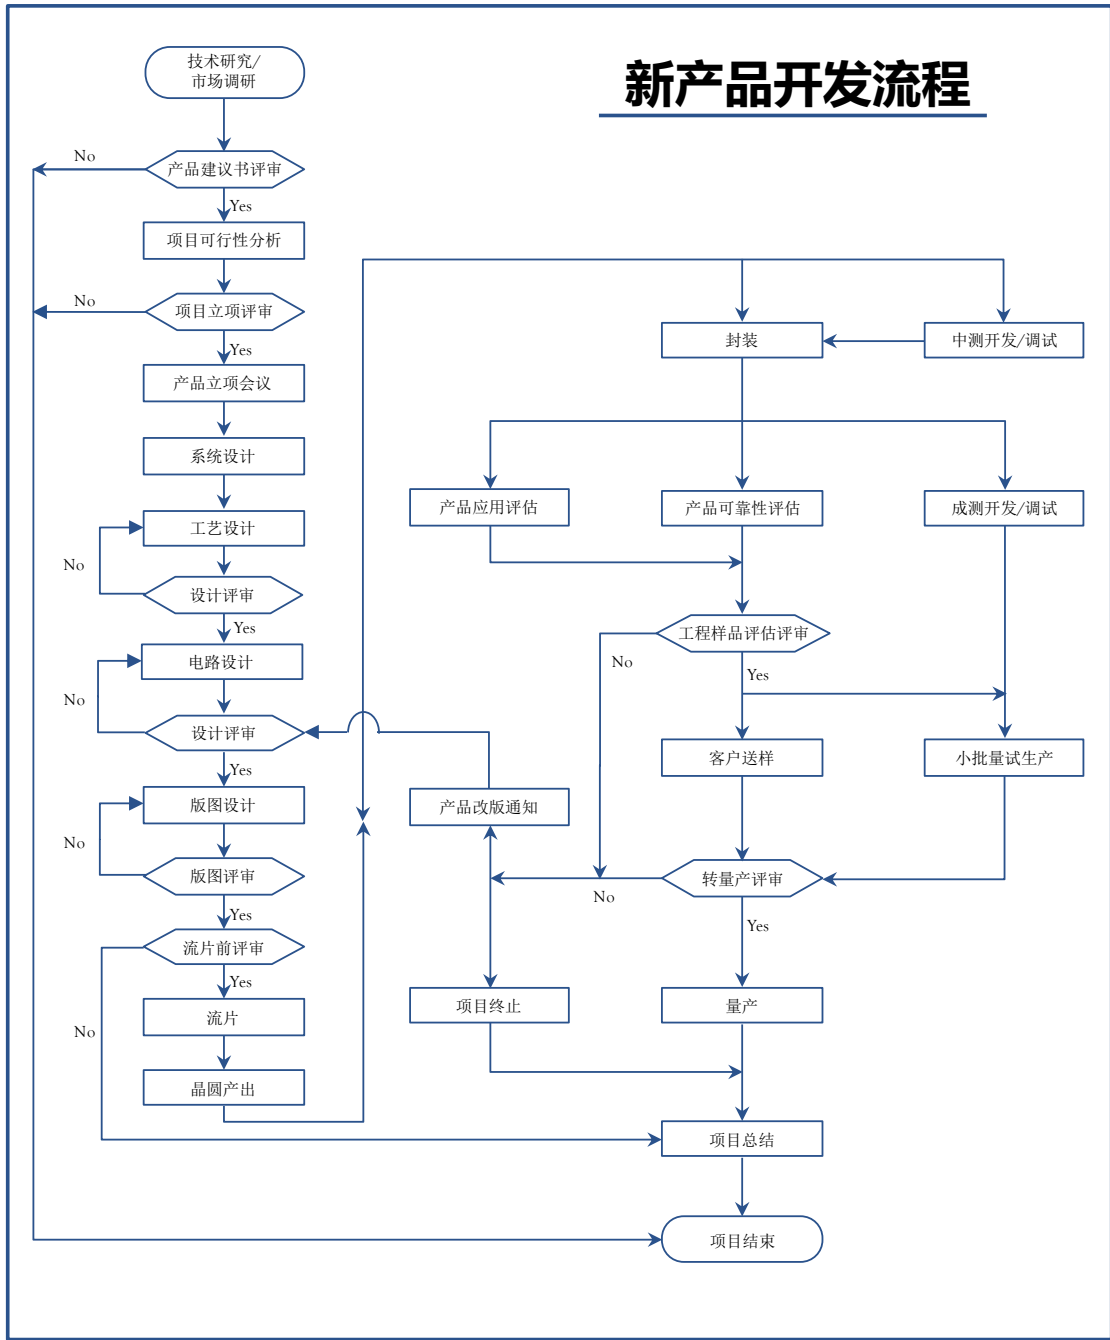 新产品开发流程
技术研究/
市场调研
No
产品建议书评审
Yes
项目可行性分析
No
项目立项评审
Yes
产品立项会议
系统设计
工艺设计
No
设计评审
Yes
电路设计
No
设计评审
Yes
版图设计
No
版图评审
Yes
流片前评审
Yes
No
流片
晶圆产出
封装
中测开发/调试
产品应用评估
产品可靠性评估
成测开发/调试
工程样品评估评审
No
Yes
客户送样
小批量试生产
产品改版通知
转量产评审
No
Yes
项目终止
量产
项目总结
项目结束